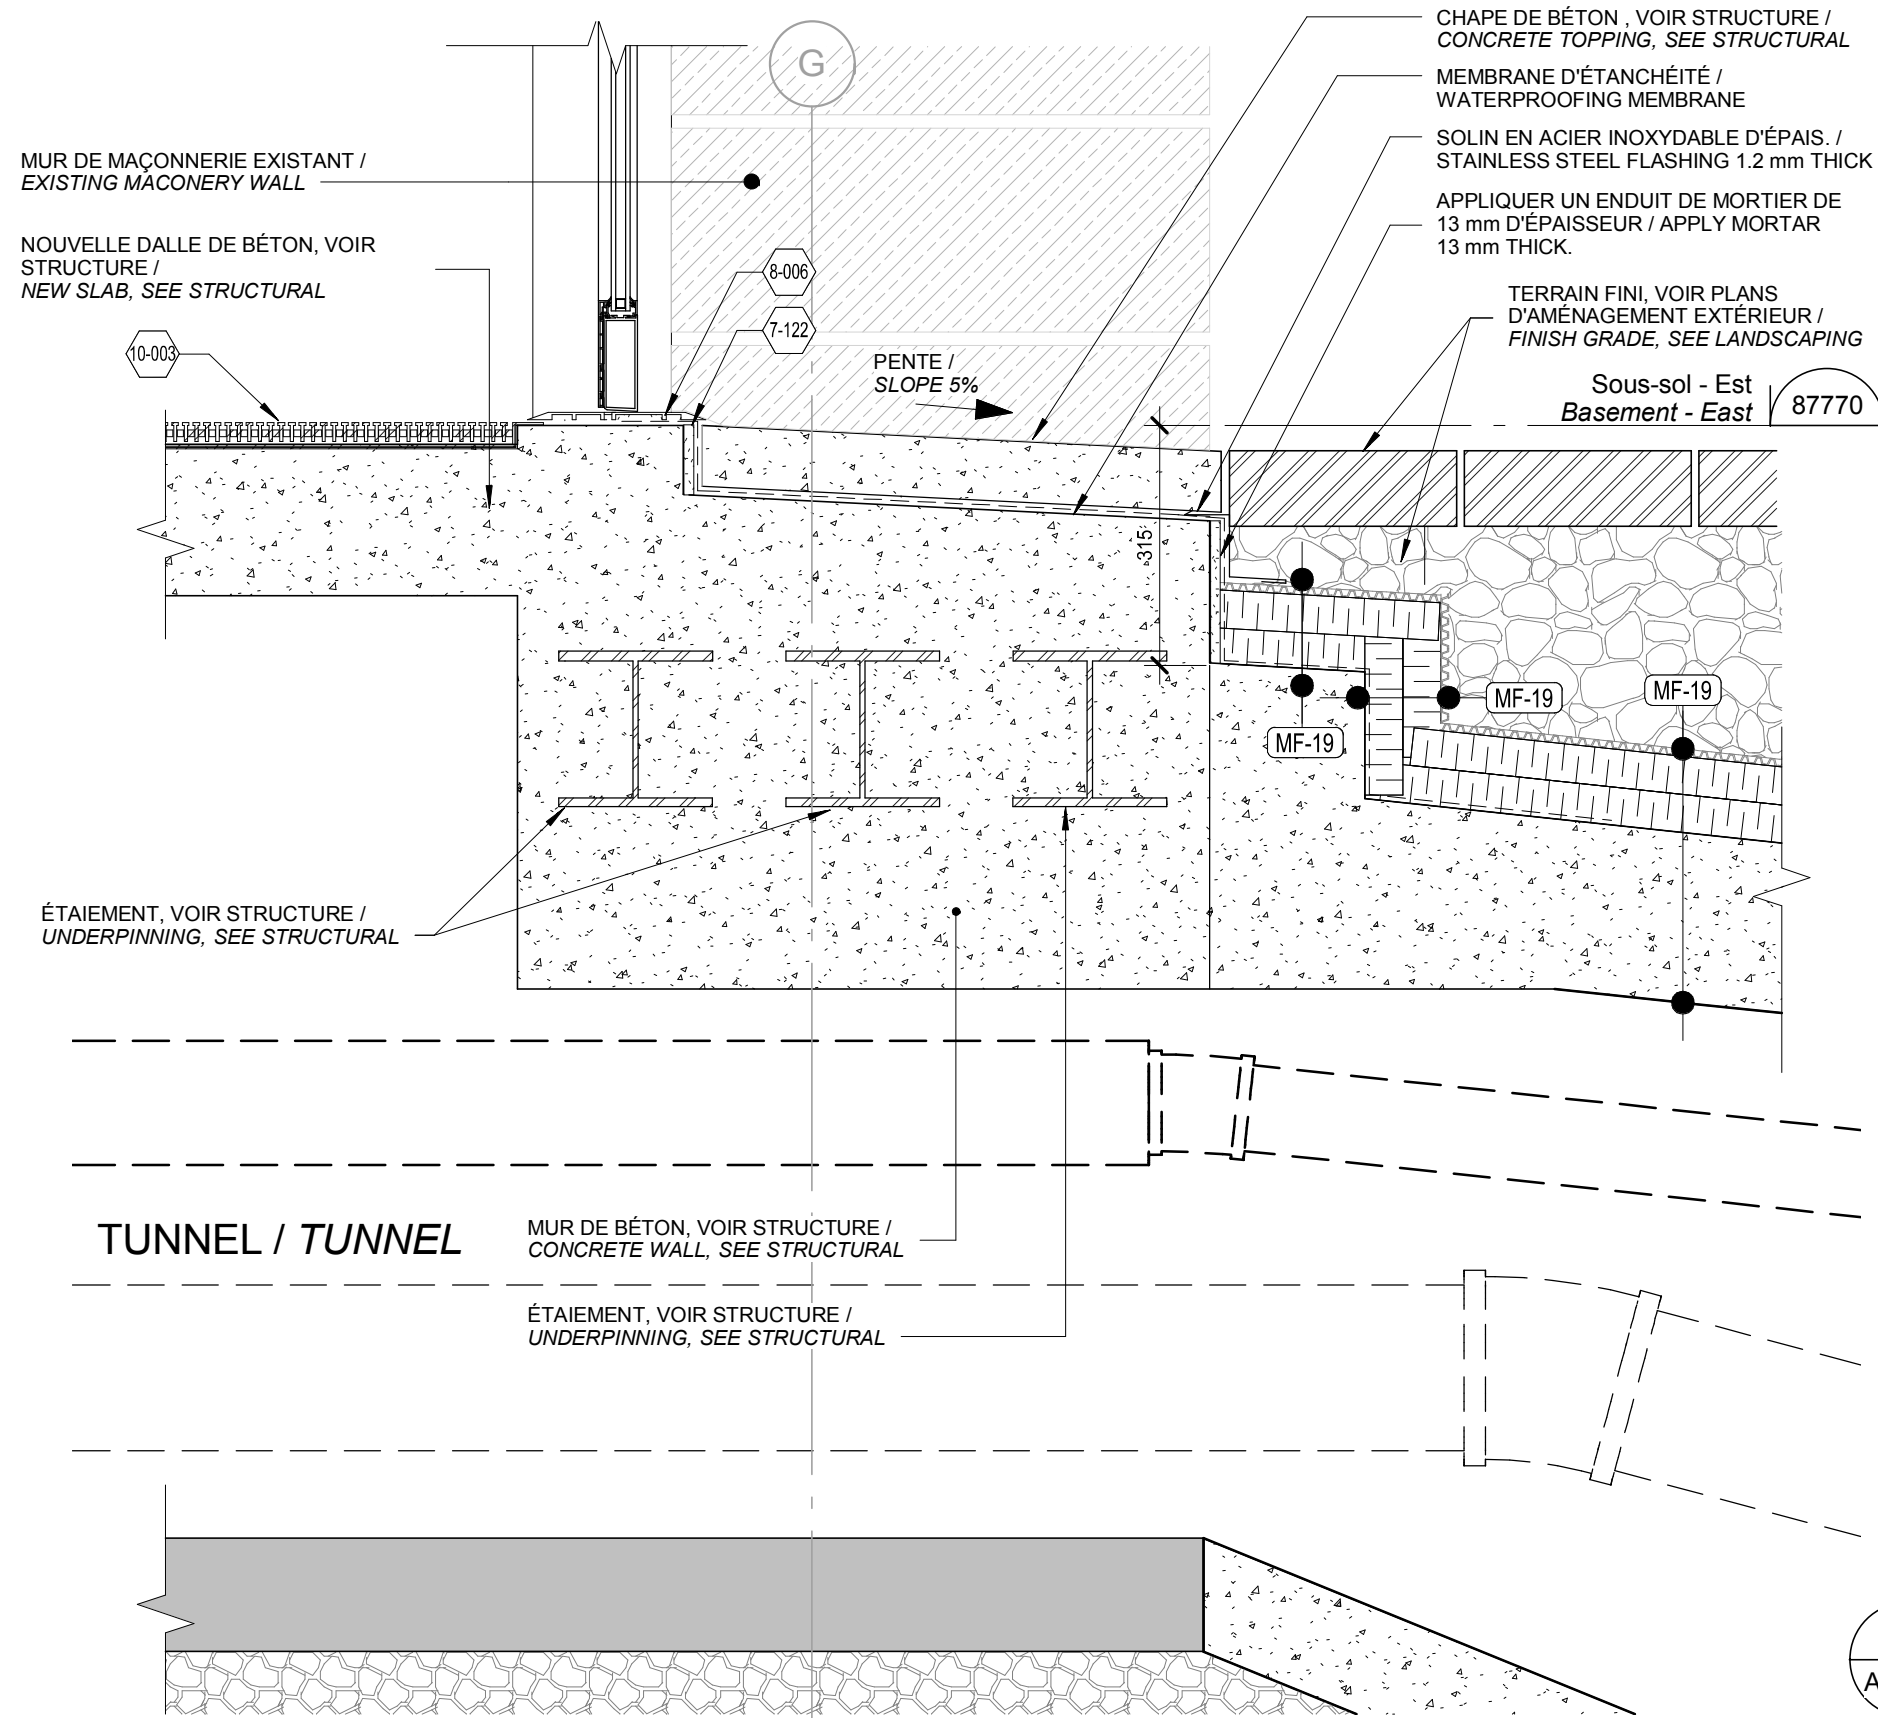 G
CHAPE DE BÉTON , VOIR STRUCTURE /
CONCRETE TOPPING, SEE STRUCTURAL
MEMBRANE D'ÉTANCHÉITÉ /
WATERPROOFING MEMBRANE
SOLIN EN ACIER INOXYDABLE D'ÉPAIS. /
STAINLESS STEEL FLASHING 1.2 mm THICK
MUR DE MAÇONNERIE EXISTANT /
EXISTING MACONERY WALL
APPLIQUER UN ENDUIT DE MORTIER DE
13 mm D'ÉPAISSEUR / APPLY MORTAR
13 mm THICK.
NOUVELLE DALLE DE BÉTON, VOIR
STRUCTURE /
NEW SLAB, SEE STRUCTURAL
8-006
7-122
10-003
TERRAIN FINI, VOIR PLANS
D'AMÉNAGEMENT EXTÉRIEUR /
FINISH GRADE, SEE LANDSCAPING
PENTE /
SLOPE 5%
Sous-sol - Est
Basement - East
87770
315
MF-19
MF-19
MF-19
ÉTAIEMENT, VOIR STRUCTURE /
UNDERPINNING, SEE STRUCTURAL
TUNNEL / TUNNEL
MUR DE BÉTON, VOIR STRUCTURE /
CONCRETE WALL, SEE STRUCTURAL
ÉTAIEMENT, VOIR STRUCTURE /
UNDERPINNING, SEE STRUCTURAL
A